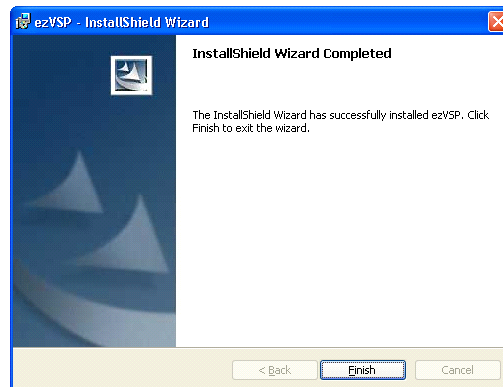 ezVSP - InstallShield Wizard
InstallShield Wizard Completed
The InstallShield Wizard has successfully installed ezVSP. Click
Finish to exit the wizard.
< Back
Finish
Cancel